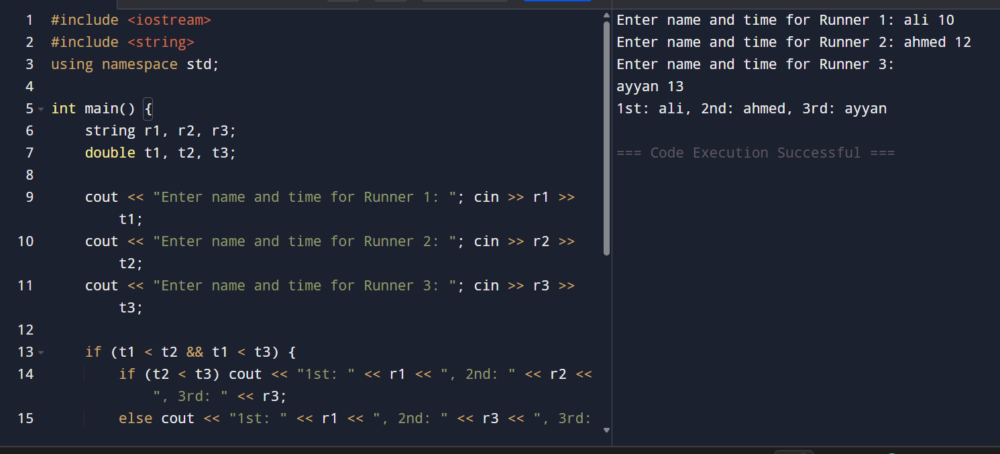 1 #include <iostream>
2 #include <string>
3 using namespace std;
4
5 int main() {
6     string r1, r2, r3;
7     double t1, t2, t3;
8
9     cout << "Enter name and time for Runner 1: "; cin >> r1 >>
        t1;
10     cout << "Enter name and time for Runner 2: "; cin >> r2 >>
        t2;
11     cout << "Enter name and time for Runner 3: "; cin >> r3 >>
        t3;
12
13     if (t1 < t2 && t1 < t3) {
14         if (t2 < t3) cout << "1st: " << r1 << ", 2nd: " << r2 <<
            ", 3rd: " << r3;
15         else cout << "1st: " << r1 << ", 2nd: " << r3 << ", 3rd:
Enter name and time for Runner 1: ali 10
Enter name and time for Runner 2: ahmed 12
Enter name and time for Runner 3:
ayyan 13
1st: ali, 2nd: ahmed, 3rd: ayyan
=== Code Execution Successful ===